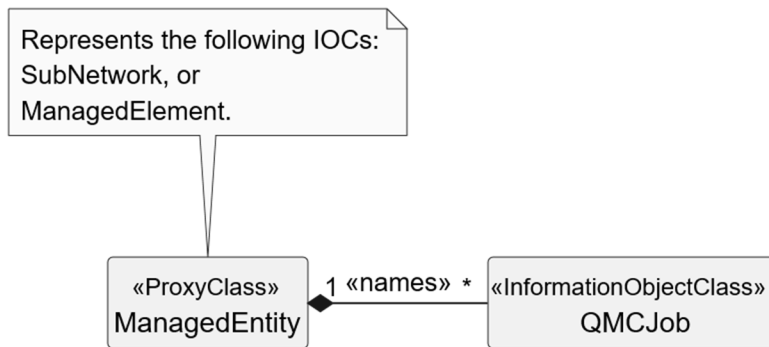 Represents the following IOCs:
SubNetwork, or
ManagedElement.
«ProxyClass»
ManagedEntity
1 «names» *
«InformationObjectClass»
QMCJob